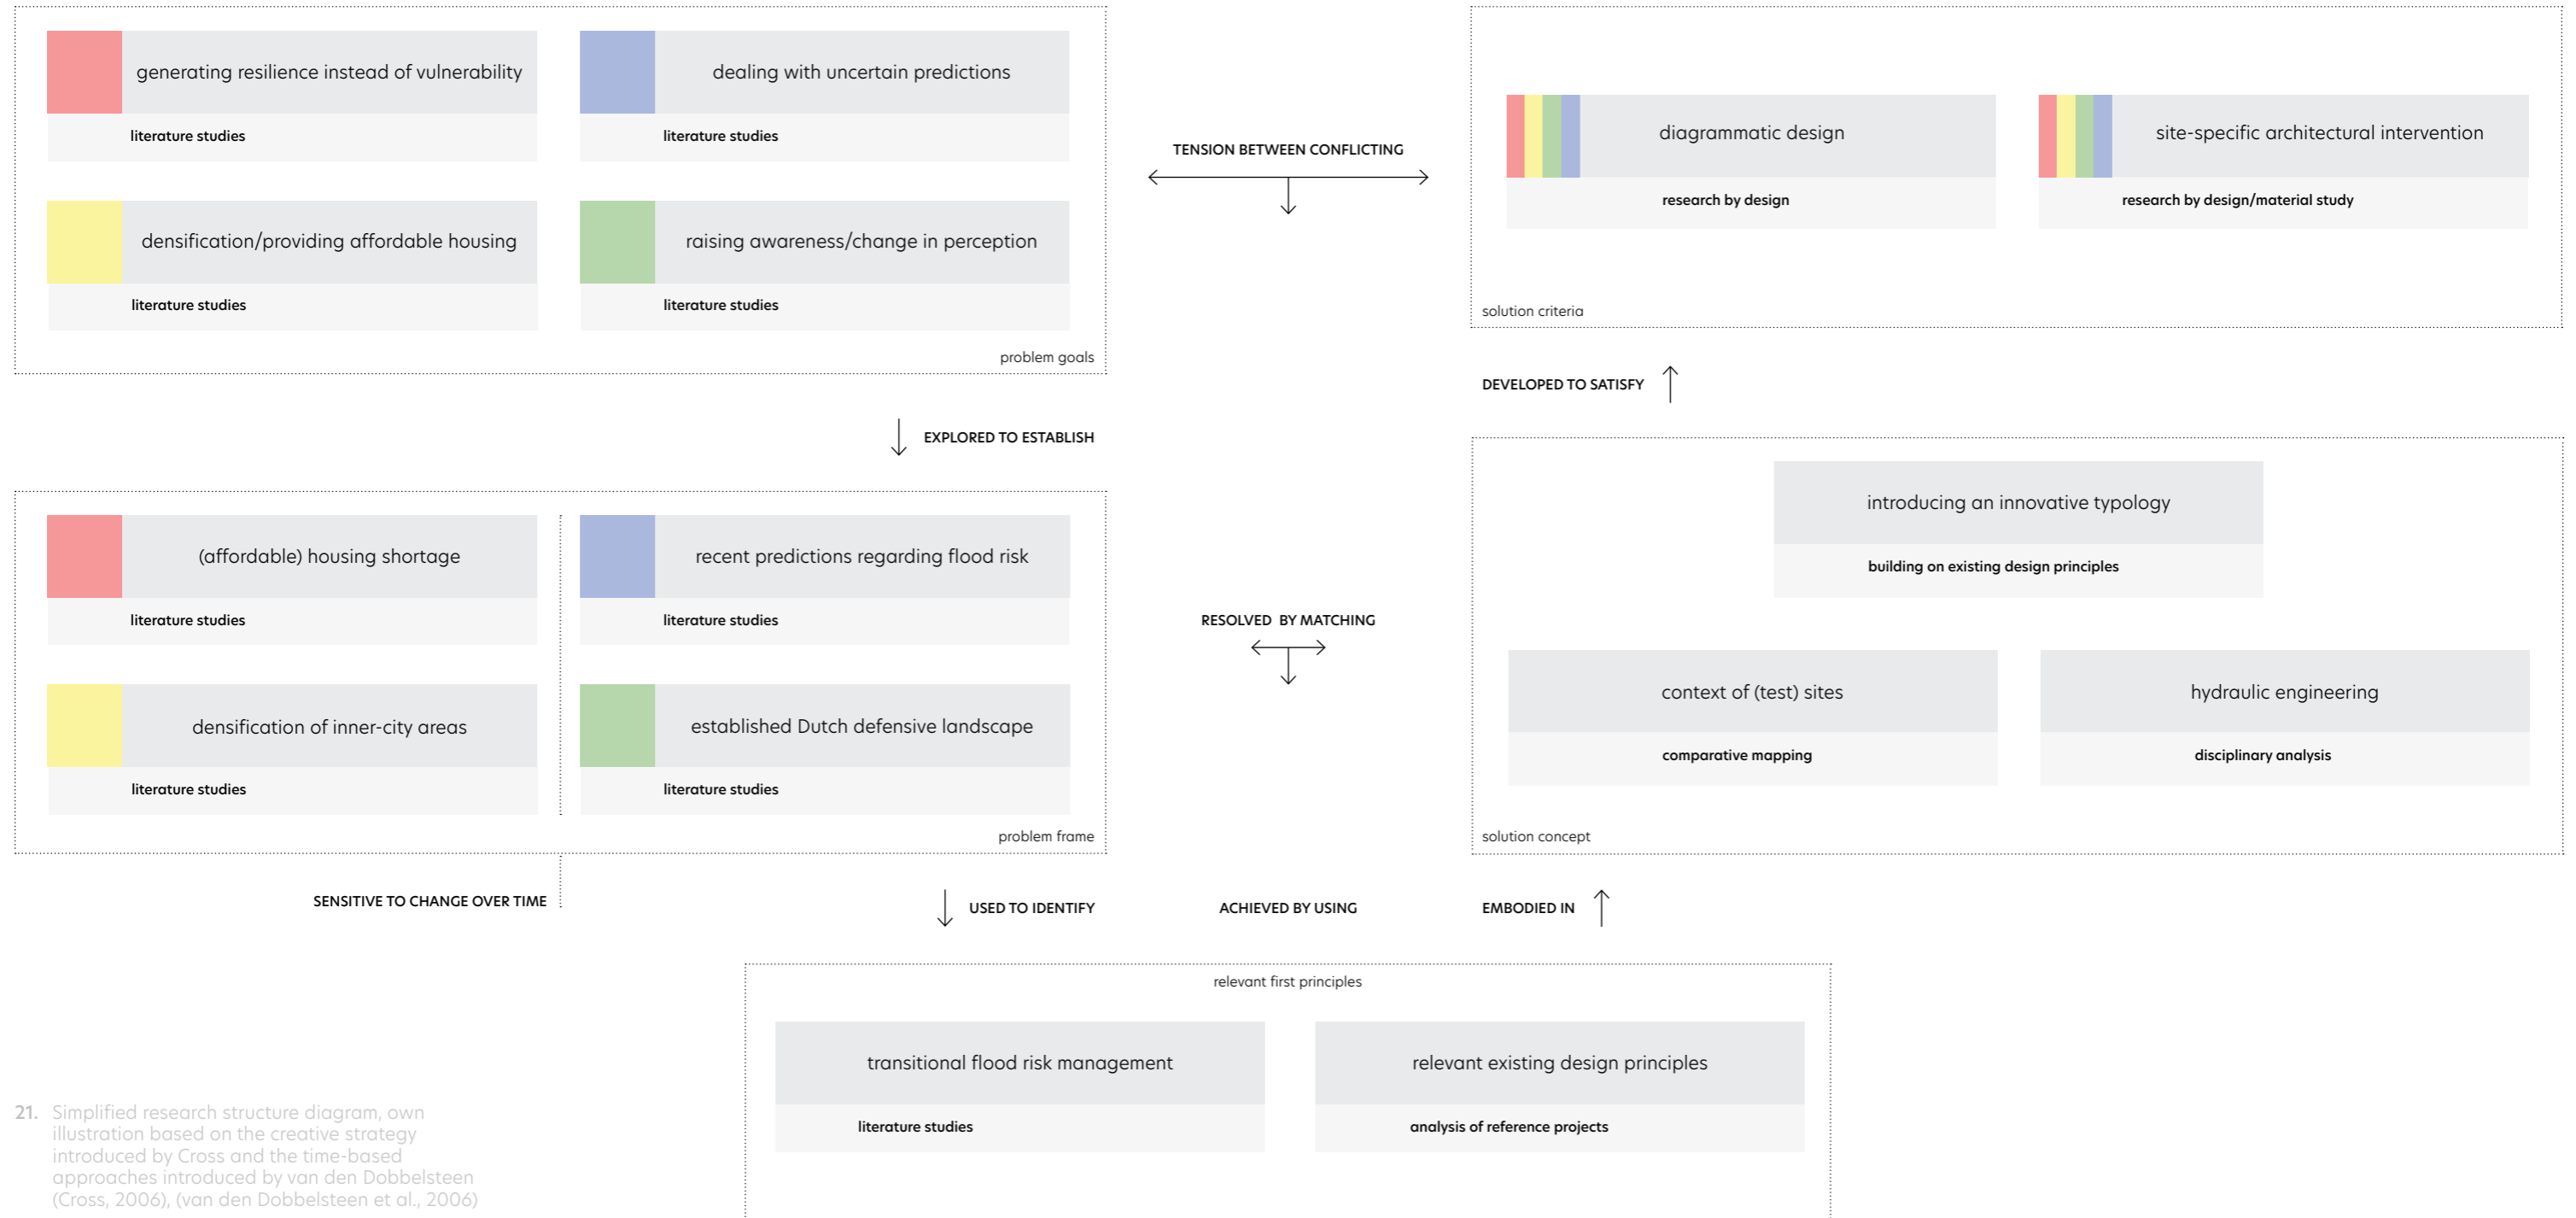 generating resilience instead of vulnerability
literature studies
dealing with uncertain predictions
literature studies
densification/providing affordable housing
literature studies
raising awareness/change in perception
literature studies
problem goals
TENSION BETWEEN CONFLICTING
diagrammatic design
research by design
site-specific architectural intervention
research by design/material study
solution criteria
EXPLORED TO ESTABLISH
DEVELOPED TO SATISFY
(affordable) housing shortage
literature studies
recent predictions regarding flood risk
literature studies
densification of inner-city areas
literature studies
established Dutch defensive landscape
literature studies
problem frame
RESOLVED BY MATCHING
introducing an innovative typology
building on existing design principles
context of (test) sites
comparative mapping
hydraulic engineering
disciplinary analysis
solution concept
SENSITIVE TO CHANGE OVER TIME
USED TO IDENTIFY
ACHIEVED BY USING
EMBODIED IN
relevant first principles
transitional flood risk management
literature studies
relevant existing design principles
analysis of reference projects
21. Simplified research structure diagram, own
illustration based on the creative strategy
introduced by Cross and the time-based
approaches introduced by van den Dobbelsteen
(Cross, 2006), (van den Dobbelsteen et al., 2006)